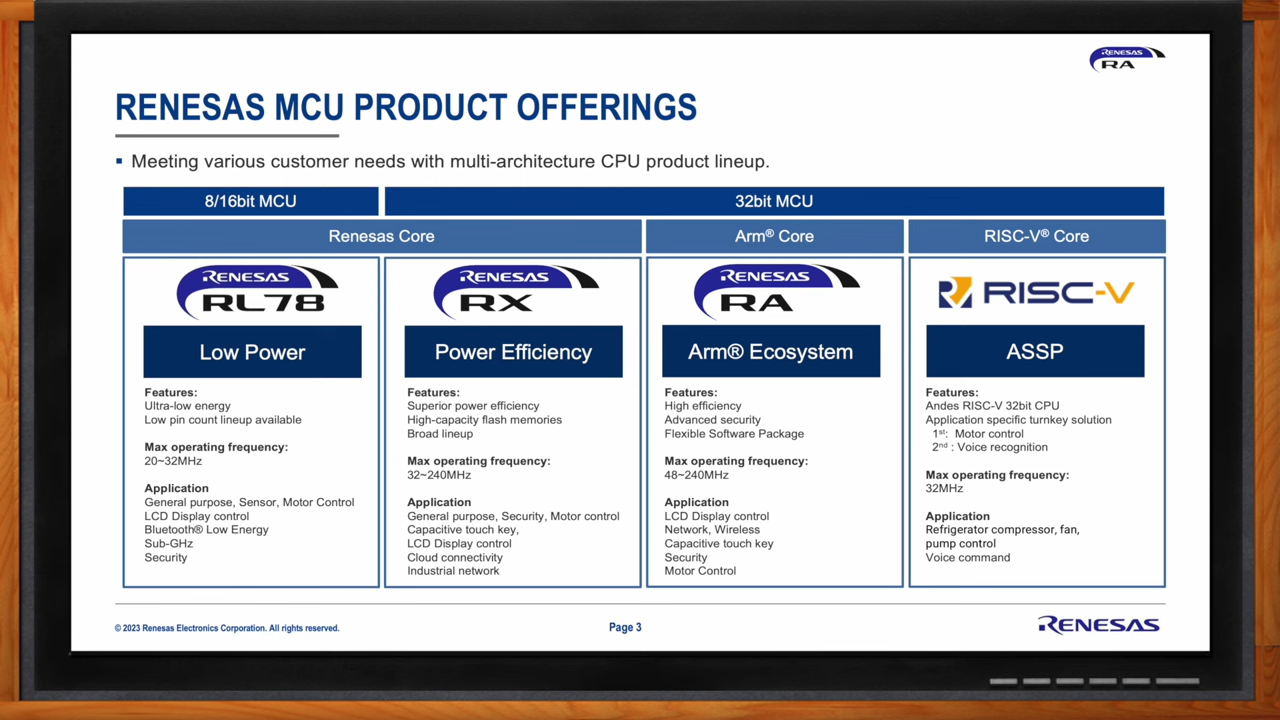 RENESAS
RA
RENESAS MCU PRODUCT OFFERINGS
▪ Meeting various customer needs with multi-architecture CPU product lineup.
8/16bit MCU
32bit MCU
Renesas Core
Arm® Core
RISC-V® Core
RENESAS
RL78
Low Power
Features:
Ultra-low energy
Low pin count lineup available
Max operating frequency:
20~32MHz
Application
General purpose, Sensor, Motor Control
LCD Display control
Bluetooth® Low Energy
Sub-GHz
Security
RENESAS
RX
Power Efficiency
Features:
Superior power efficiency
High-capacity flash memories
Broad lineup
Max operating frequency:
32~240MHz
Application
General purpose, Security, Motor control
Capacitive touch key,
LCD Display control
Cloud connectivity
Industrial network
RENESAS
RA
Arm® Ecosystem
Features:
High efficiency
Advanced security
Flexible Software Package
Max operating frequency:
48~240MHz
Application
LCD Display control
Network, Wireless
Capacitive touch key
Security
Motor Control
RISC-V
ASSP
Features:
Andes RISC-V 32bit CPU
Application specific turnkey solution
1st: Motor control
2nd : Voice recognition
Max operating frequency:
32MHz
Application
Refrigerator compressor, fan,
pump control
Voice command
© 2023 Renesas Electronics Corporation. All rights reserved.
Page 3
RENESAS